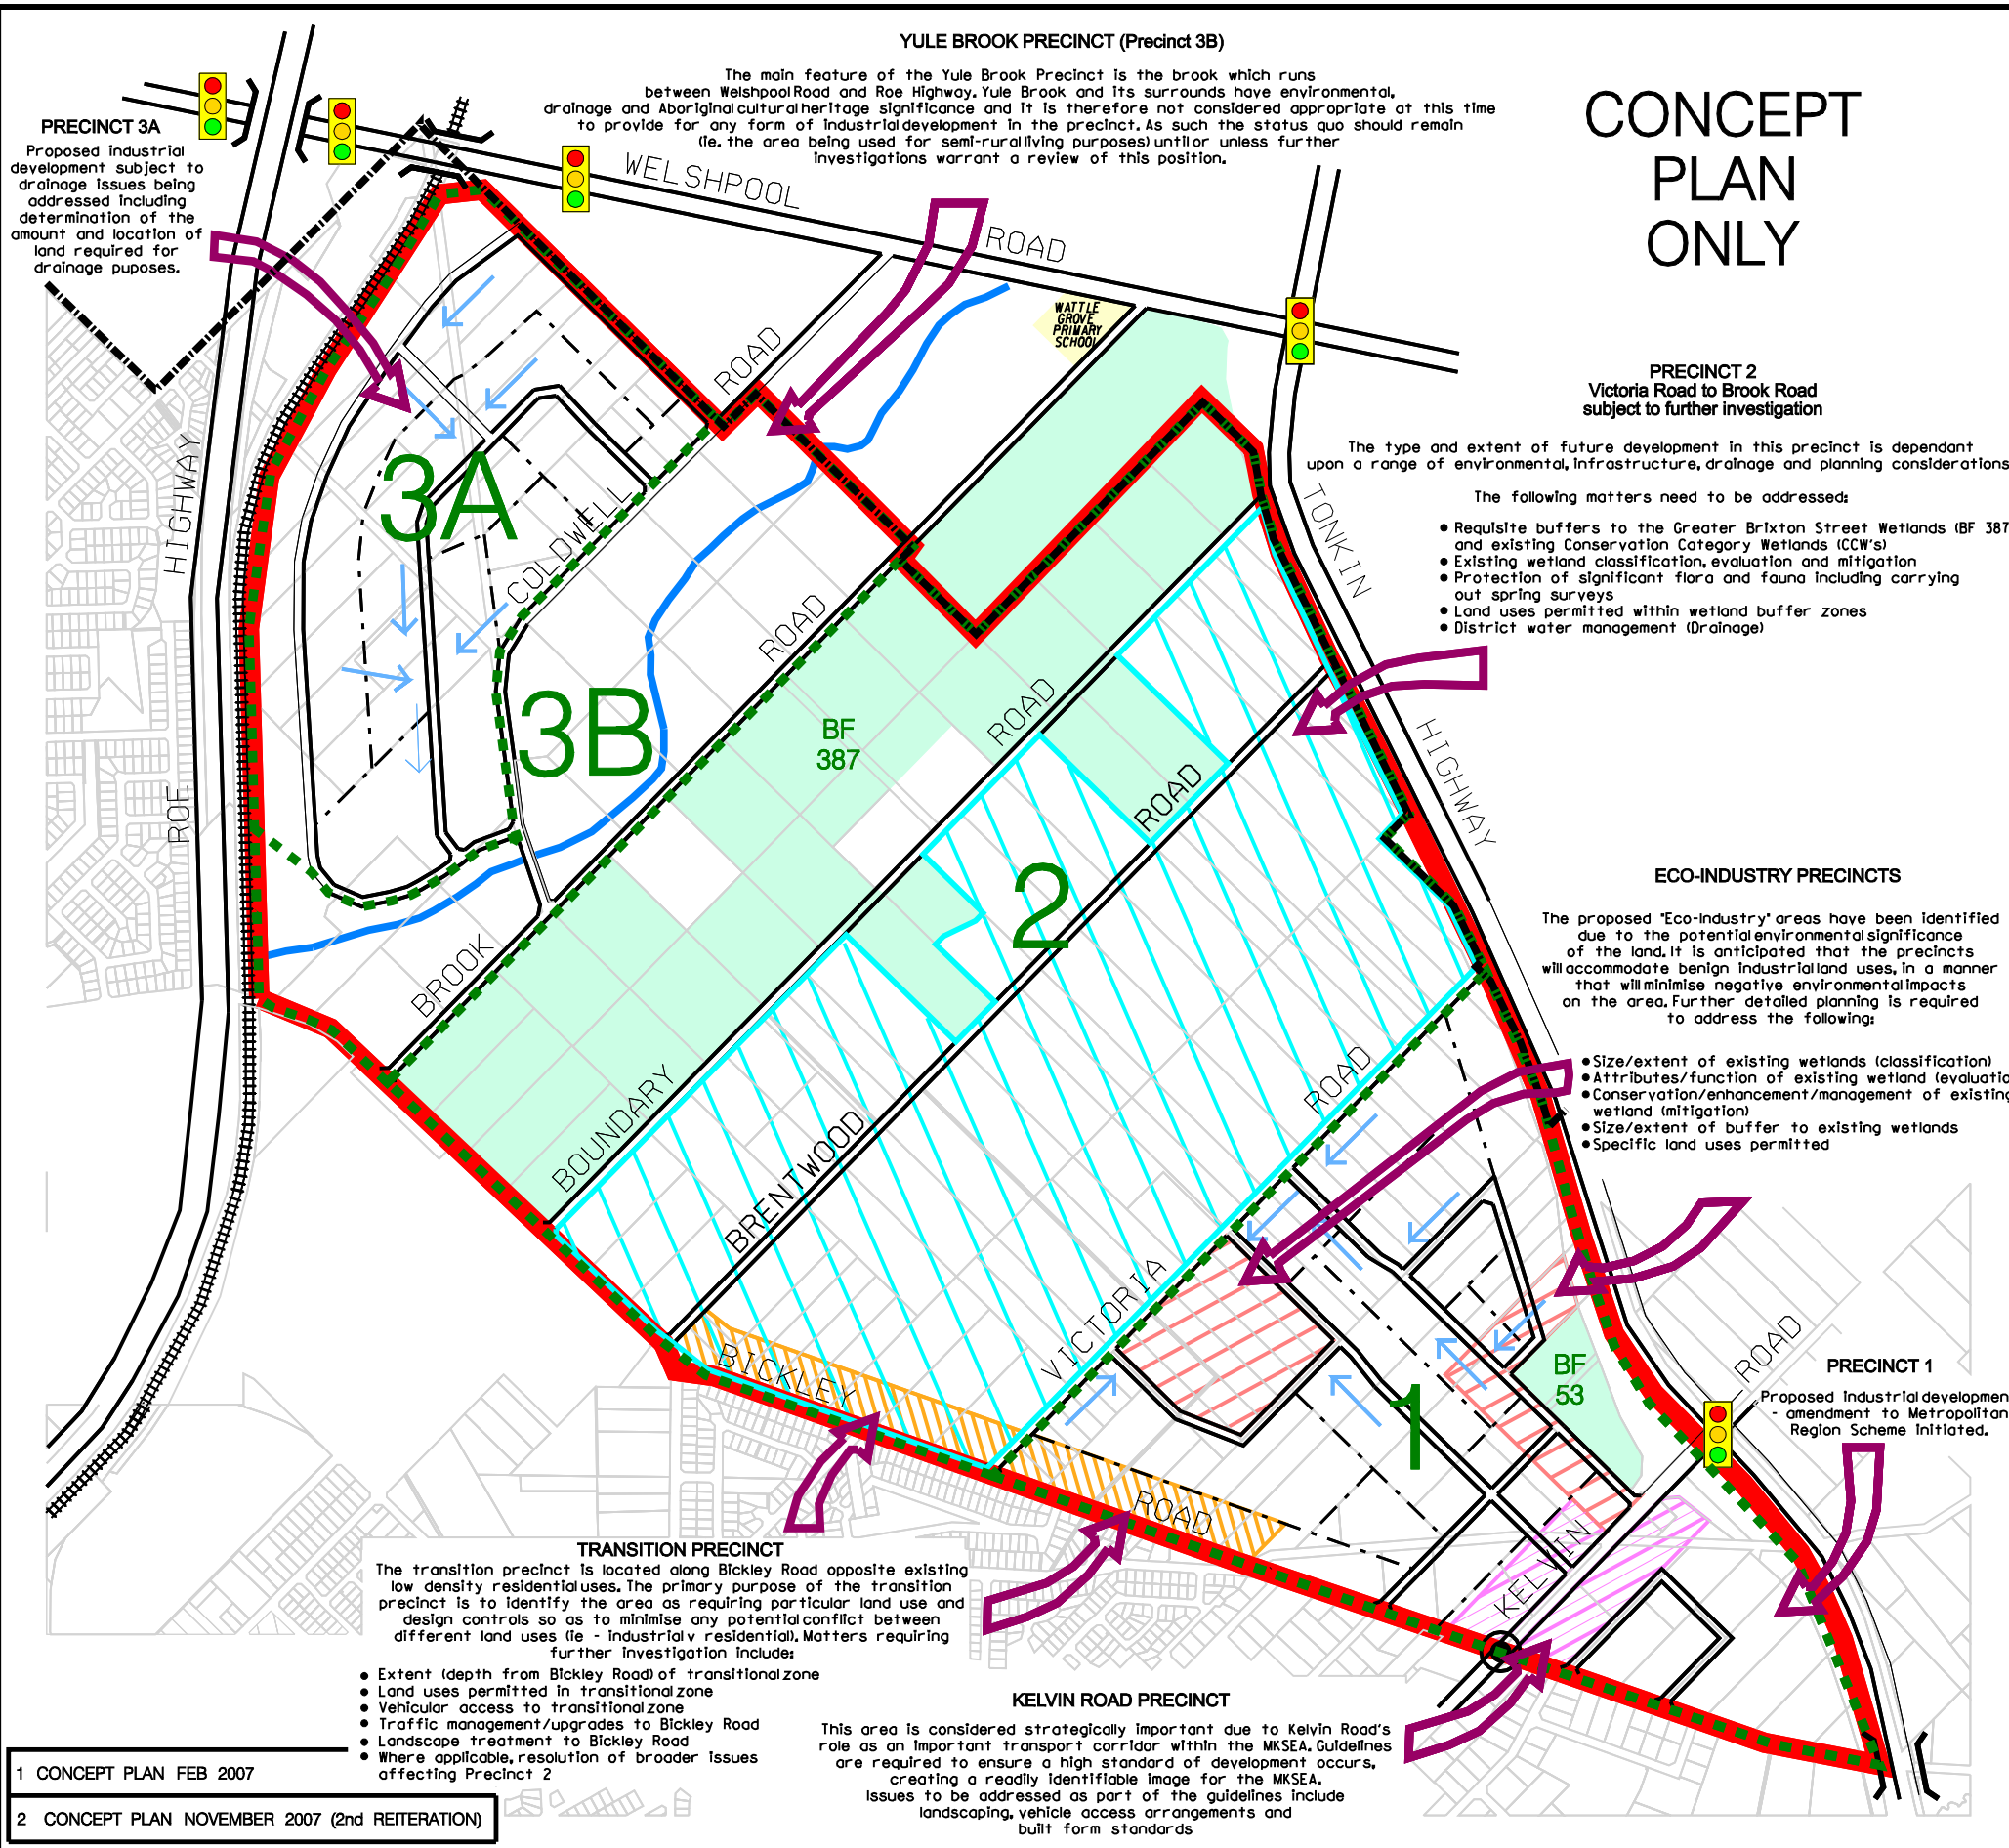 YULE BROOK PRECINCT (Precinct 3B)
The main feature of the Yule Brook Precinct is the brook which runs
between Welshpool Road and Roe Highway. Yule Brook and its surrounds have environmental,
drainage and Aboriginal cultural heritage significance and it is therefore not considered appropriate at this time
to provide for any form of industrial development in the precinct. As such the status quo should remain
(ie. the area being used for semi-rural living purposes) until or unless further
investigations warrant a review of this position.
CONCEPT
PLAN
ONLY
PRECINCT 3A
Proposed industrial
development subject to
drainage issues being
addressed including
determination of the
amount and location of
land required for
drainage puposes.
WELSHPOOL
ROAD
WATTLE
GROVE
PRIMARY
SCHOOL
ROAD
HIGHWAY
ROE
3A
COLDWELL
3B
ROAD
BROOK
BF
387
ROAD
BOUNDARY
ROAD
BRENTWOOD
2
ROAD
VICTORIA
TONKIN
HIGHWAY
PRECINCT 2
Victoria Road to Brook Road
subject to further investigation
The type and extent of future development in this precinct is dependant
upon a range of environmental, infrastructure, drainage and planning considerations
The following matters need to be addressed:
• Requisite buffers to the Greater Brixton Street Wetlands (BF 387
and existing Conservation Category Wetlands (CCW's)
• Existing wetland classification, evaluation and mitigation
• Protection of significant flora and fauna including carrying
out spring surveys
• Land uses permitted within wetland buffer zones
• District water management (Drainage)
ECO-INDUSTRY PRECINCTS
The proposed "Eco-Industry" areas have been identified
due to the potential environmental significance
of the land. It is anticipated that the precincts
will accommodate benign industrial land uses, in a manner
that will minimise negative environmental impacts
on the area. Further detailed planning is required
to address the following:
• Size/extent of existing wetlands (classification)
• Attributes/function of existing wetland (evaluatio
• Conservation/enhancement/management of existing
wetland (mitigation)
• Size/extent of buffer to existing wetlands
• Specific land uses permitted
BICKLEY
ROAD
1
BF
53
ROAD
KELVIN
PRECINCT 1
Proposed industrial developmen
- amendment to Metropolitan
Region Scheme initiated.
TRANSITION PRECINCT
The transition precinct is located along Bickley Road opposite existing
low density residential uses. The primary purpose of the transition
precinct is to identify the area as requiring particular land use and
design controls so as to minimise any potential conflict between
different land uses (ie - industrial v residential). Matters requiring
further investigation include:
• Extent (depth from Bickley Road) of transitional zone
• Land uses permitted in transitional zone
• Vehicular access to transitional zone
• Traffic management/upgrades to Bickley Road
• Landscape treatment to Bickley Road
• Where applicable, resolution of broader issues
affecting Precinct 2
KELVIN ROAD PRECINCT
This area is considered strategically important due to Kelvin Road's
role as an important transport corridor within the MKSEA. Guidelines
are required to ensure a high standard of development occurs,
creating a readily identifiable image for the MKSEA.
Issues to be addressed as part of the guidelines include
landscaping, vehicle access arrangements and
built form standards
1 CONCEPT PLAN FEB 2007
2 CONCEPT PLAN NOVEMBER 2007 (2nd REITERATION)